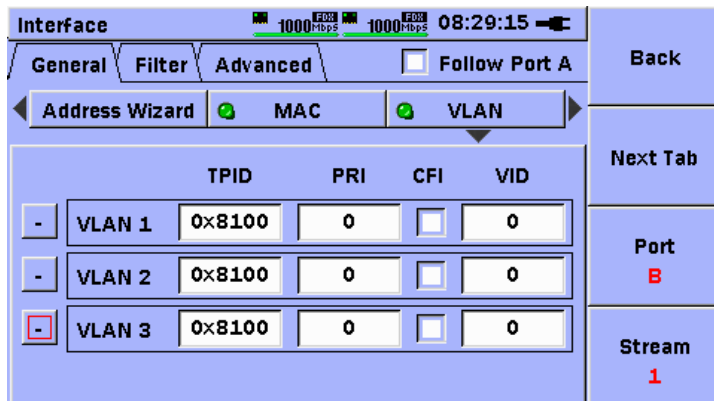 Interface 1000 FDX Mbps 1000 FDX Mbps 08:29:15
General Filter Advanced Follow Port A
Address Wizard MAC VLAN
TPID PRI CFI VID
- VLAN 1 0x8100 0 0
- VLAN 2 0x8100 0 0
- VLAN 3 0x8100 0 0
Back
Next Tab
Port
B
Stream
1